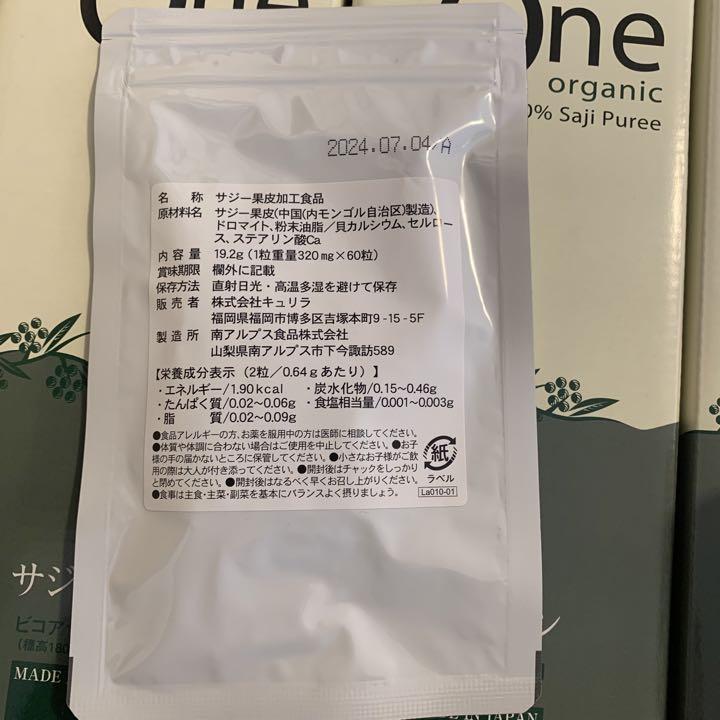 One
One
organic
% Saji Puree
2024.07.04/A
名称 サジー果皮加工食品
原材料名 サジー果皮(中国(内モンゴル自治区)製造)、
ドロマイト、粉末油脂／貝カルシウム、セルロー
ス、ステアリン酸Ca
内容量 19.2g (1粒重量320mg×60粒)
賞味期限 欄外に記載
保存方法 直射日光・高温多湿を避けて保存
販売者 株式会社キュリラ
福岡県福岡市博多区吉塚本町9-15-5F
製造所 南アルプス食品株式会社
山梨県南アルプス市下今諏訪589
【栄養成分表示(2粒／0.64gあたり)】
・エネルギー/1.90kcal ・炭水化物/0.15~0.46g
・たんぱく質/0.02~0.06g ・食塩相当量/0.001~0.003g
・脂質/0.02~0.09g
●食品アレルギーの方、お薬を服用中の方は医師に相談してください。
●体質や体調に合わない場合はご使用を中止してください。●お子
様の手の届かないところに保管してください。●小さなお子様がご飲
用の際は大人が付き添ってください。●開封後はチャックをしっかり
と閉めてください。●開封後はなるべく早くお召し上がりください。
●食事は主食・主菜・副菜を基本にバランスよく摂りましょう。
紙
ラベル
La010-01
サジ
ビコア
(標高180
MADE
IN JAPAN